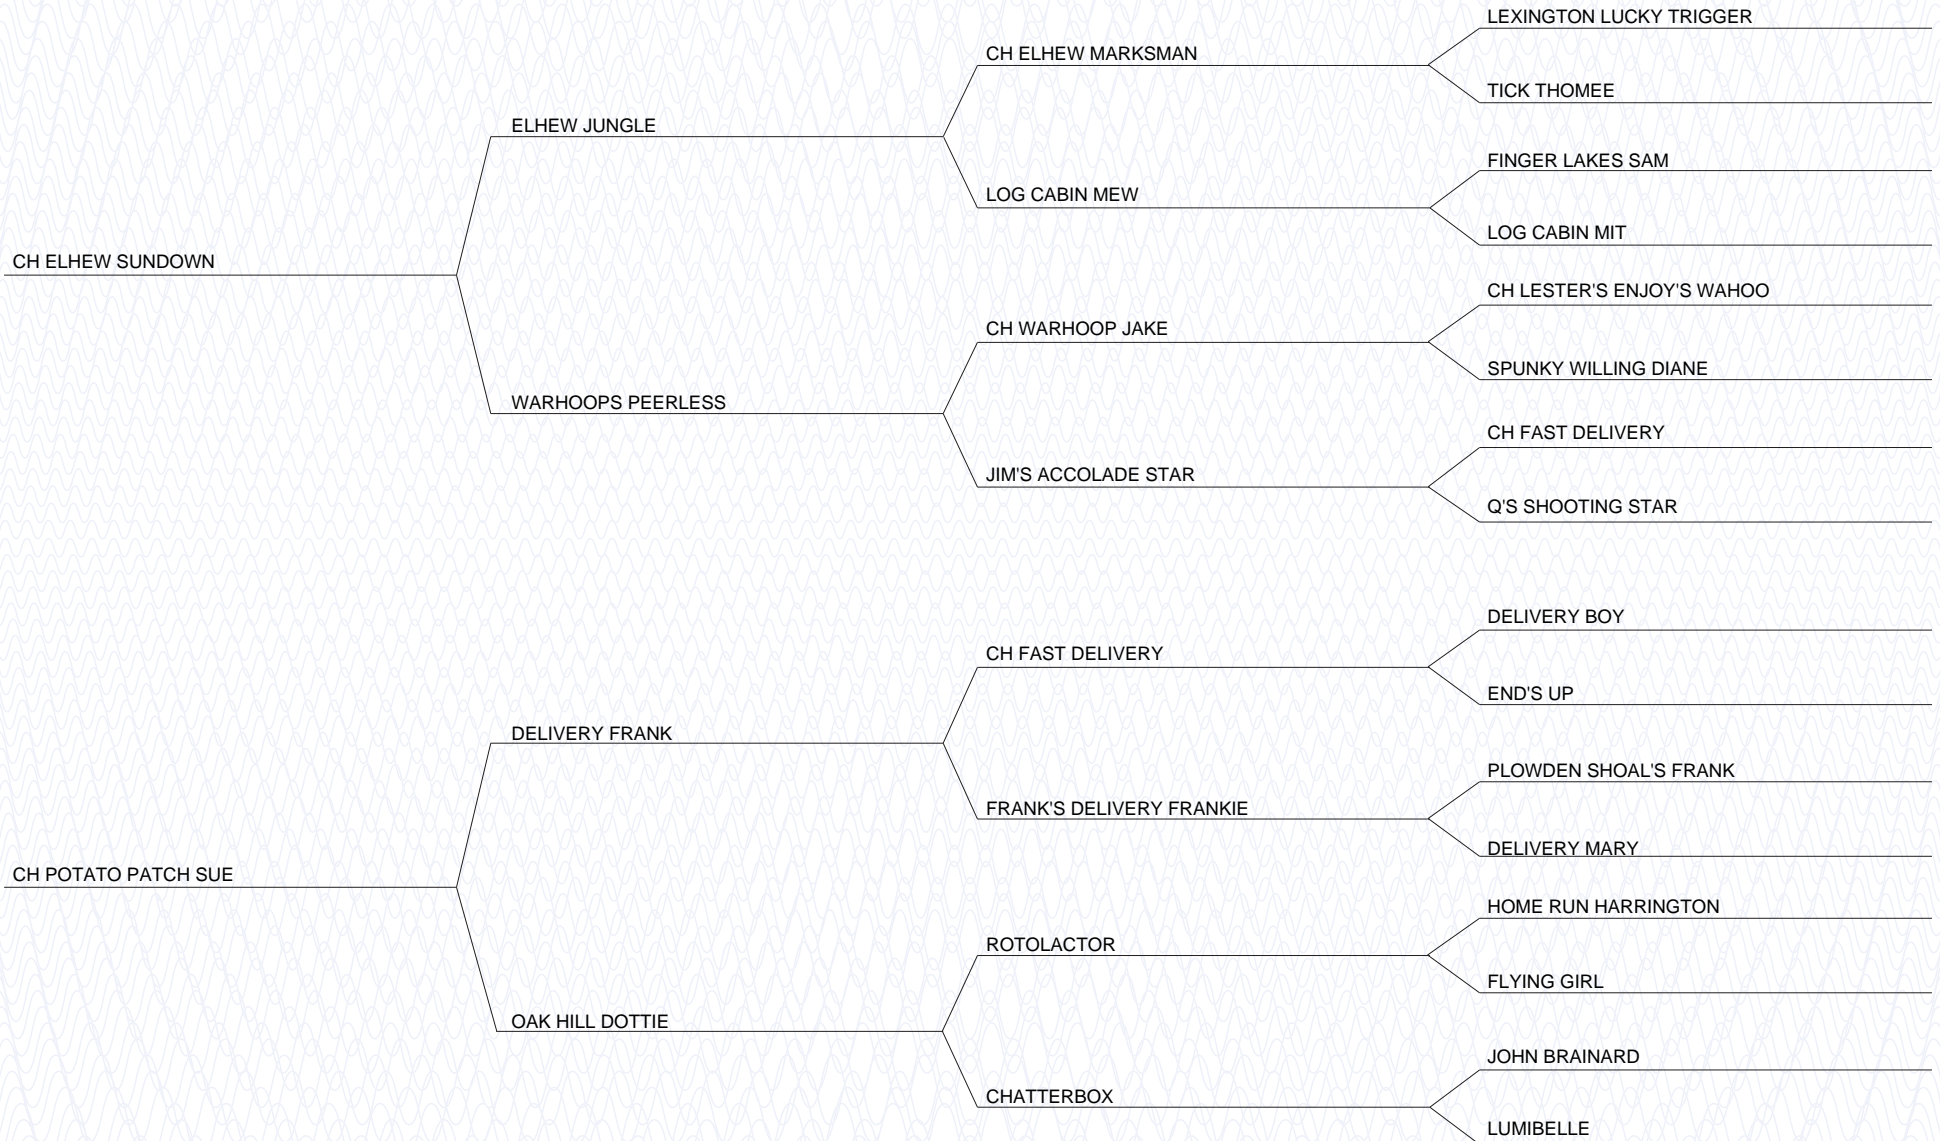 LEXINGTON LUCKY TRIGGER
CH ELHEW MARKSMAN
TICK THOMEE
ELHEW JUNGLE
FINGER LAKES SAM
LOG CABIN MEW
LOG CABIN MIT
CH ELHEW SUNDOWN
CH LESTER'S ENJOY'S WAHOO
CH WARHOOP JAKE
SPUNKY WILLING DIANE
WARHOOPS PEERLESS
CH FAST DELIVERY
JIM'S ACCOLADE STAR
Q'S SHOOTING STAR
DELIVERY BOY
CH FAST DELIVERY
END'S UP
DELIVERY FRANK
PLOWDEN SHOAL'S FRANK
FRANK'S DELIVERY FRANKIE
DELIVERY MARY
CH POTATO PATCH SUE
HOME RUN HARRINGTON
ROTOLACTOR
FLYING GIRL
OAK HILL DOTTIE
JOHN BRAINARD
CHATTERBOX
LUMIBELLE